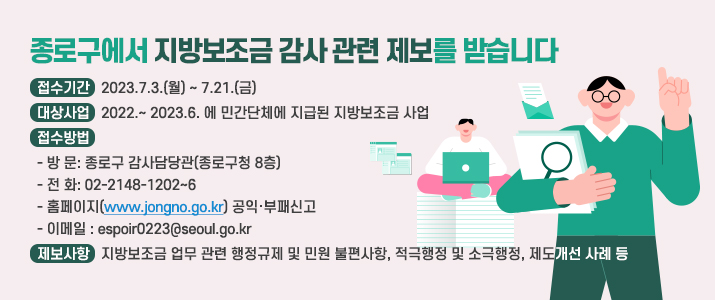 종로구에서 지방보조금 감사 관련 제보를 받습니다
접수기간 2023.7.3.(월) ~ 7.21.(금)
대상사업 2022.~ 2023.6. 에 민간단체에 지급된 지방보조금 사업
접수방법
- 방 문: 종로구 감사담당관(종로구청 8층)
- 전 화: 02-2148-1202~6
- 홈페이지(www.jongno.go.kr) 공익·부패신고
- 이메일 : espoir0223@seoul.go.kr
제보사항 지방보조금 업무 관련 행정규제 및 민원 불편사항, 적극행정 및 소극행정, 제도개선 사례 등